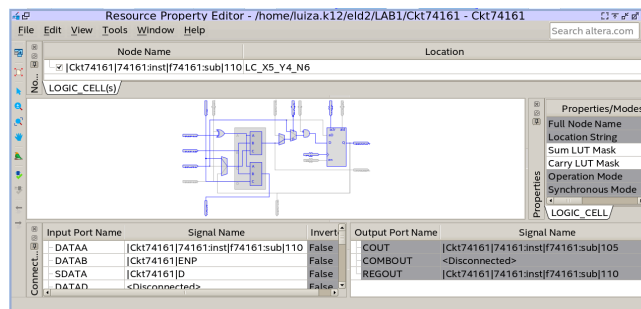 Resource Property Editor - /home/luiza.k12/eld2/LAB1/Ckt74161 - Ckt74161
File Edit View Tools Window Help
Search altera.com
Node Name Location
|Ckt74161|74161:inst|f74161:sub|110 LC_X5_Y4_N6
No...
LOGIC_CELL(s)
Properties/Modes
Full Node Name
Location String
Sum LUT Mask
Carry LUT Mask
Operation Mode
Synchronous Mode
Properties
LOGIC_CELL
Input Port Name Signal Name Invert
DATAA |Ckt74161|74161:inst|f74161:sub|110 False
DATAB |Ckt74161|ENP False
SDATA |Ckt74161|D False
DATAD <Disconnected> False
Connect...
Output Port Name Signal Name
COUT |Ckt74161|74161:inst|f74161:sub|105
COMBOUT <Disconnected>
REGOUT |Ckt74161|74161:inst|f74161:sub|110